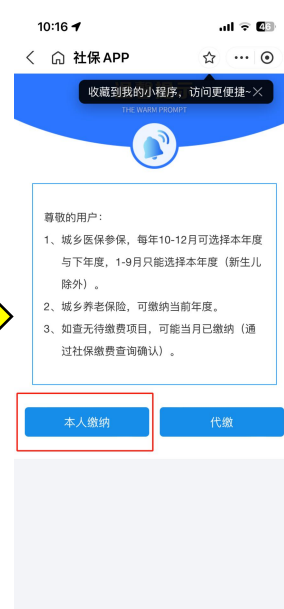 10:16
46
社保APP
收藏到我的小程序，访问更便捷~×
THE WARM PROMPT
尊敬的用户：
1、城乡医保参保，每年10-12月可选择本年度
与下年度，1-9月只能选择本年度（新生儿
除外）。
2、城乡养老保险，可缴纳当前年度。
3、如查无待缴费项目，可能当月已缴纳（通
过社保缴费查询确认）。
本人缴纳
代缴